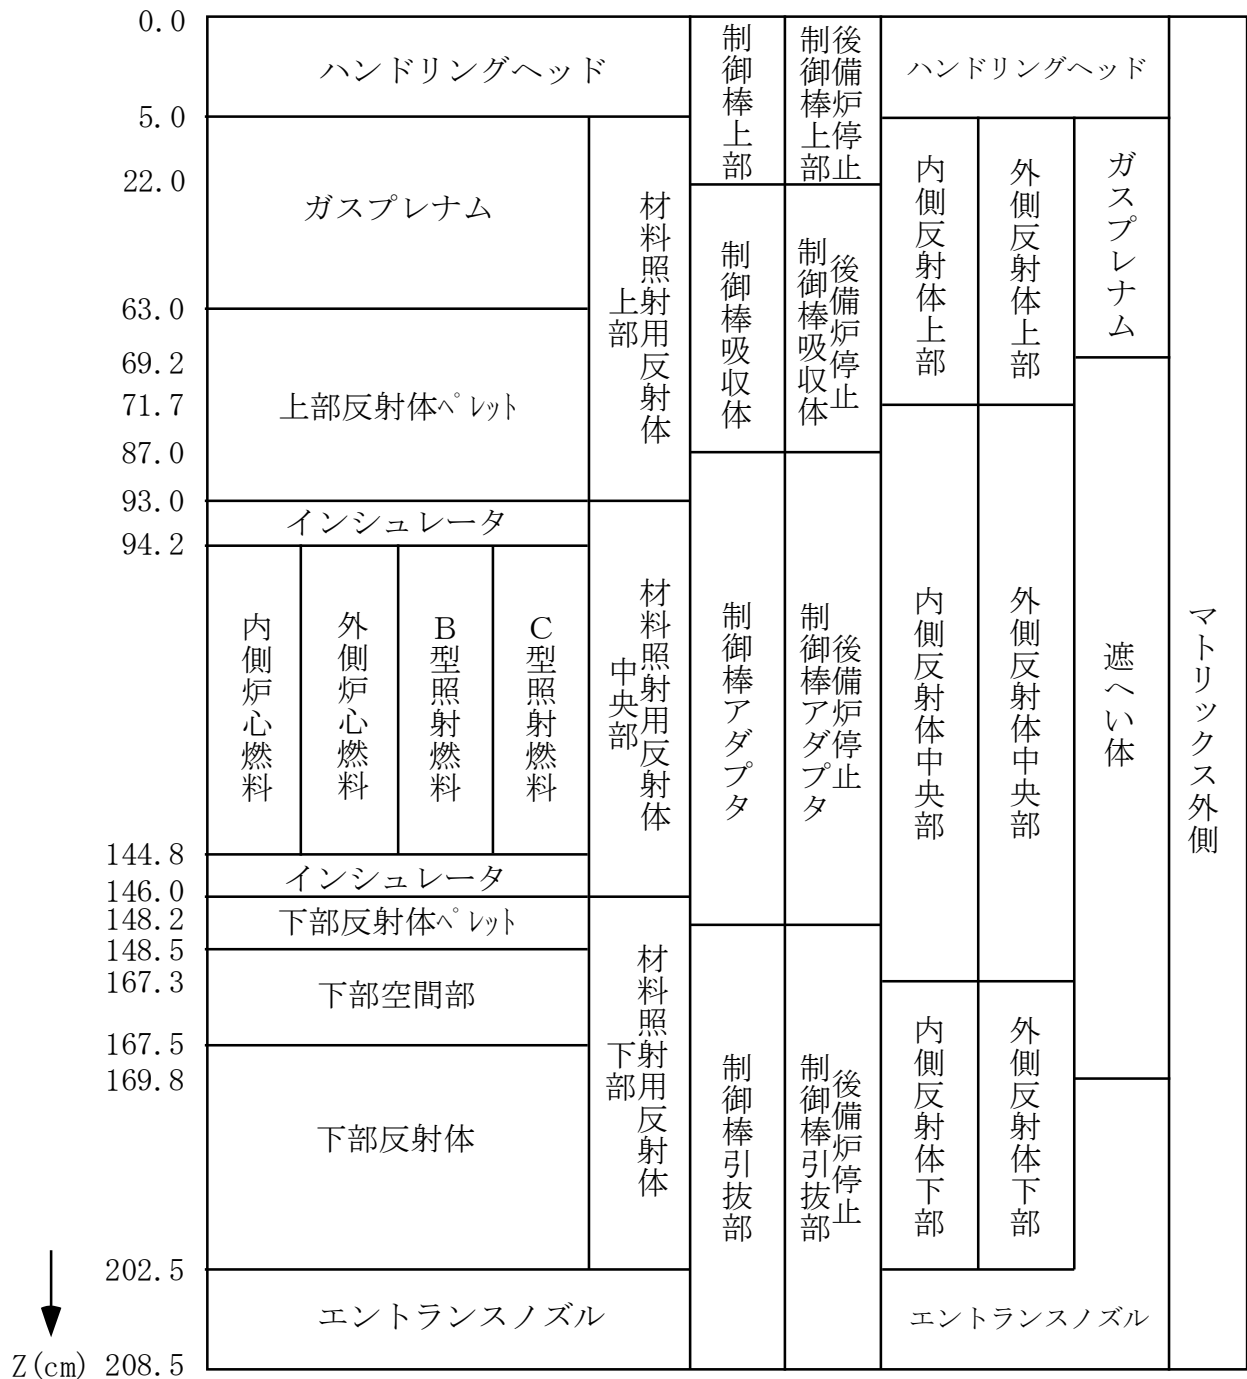 0.0
5.0
22.0
63.0
69.2
71.7
87.0
93.0
94.2
144.8
146.0
148.2
148.5
167.3
167.5
169.8
202.5
208.5
Z(cm)
ハンドリングヘッド
ガスプレナム
上部反射体ペレット
インシュレータ
内側炉心燃料
外側炉心燃料
B型照射燃料
C型照射燃料
インシュレータ
下部反射体ペレット
下部空間部
下部反射体
エントランスノズル
材料照射用反射体
上部
材料照射用反射体
中央部
材料照射用反射体
下部
制御棒上部
制御棒吸収体
制御棒アダプタ
制御棒引抜部
後備炉停止
制御棒上部
後備炉停止
制御棒吸収体
後備炉停止
制御棒アダプタ
後備炉停止
制御棒引抜部
ハンドリングヘッド
内側反射体上部
内側反射体中央部
内側反射体下部
外側反射体上部
外側反射体中央部
外側反射体下部
ガスプレナム
遮へい体
エントランスノズル
マトリックス外側